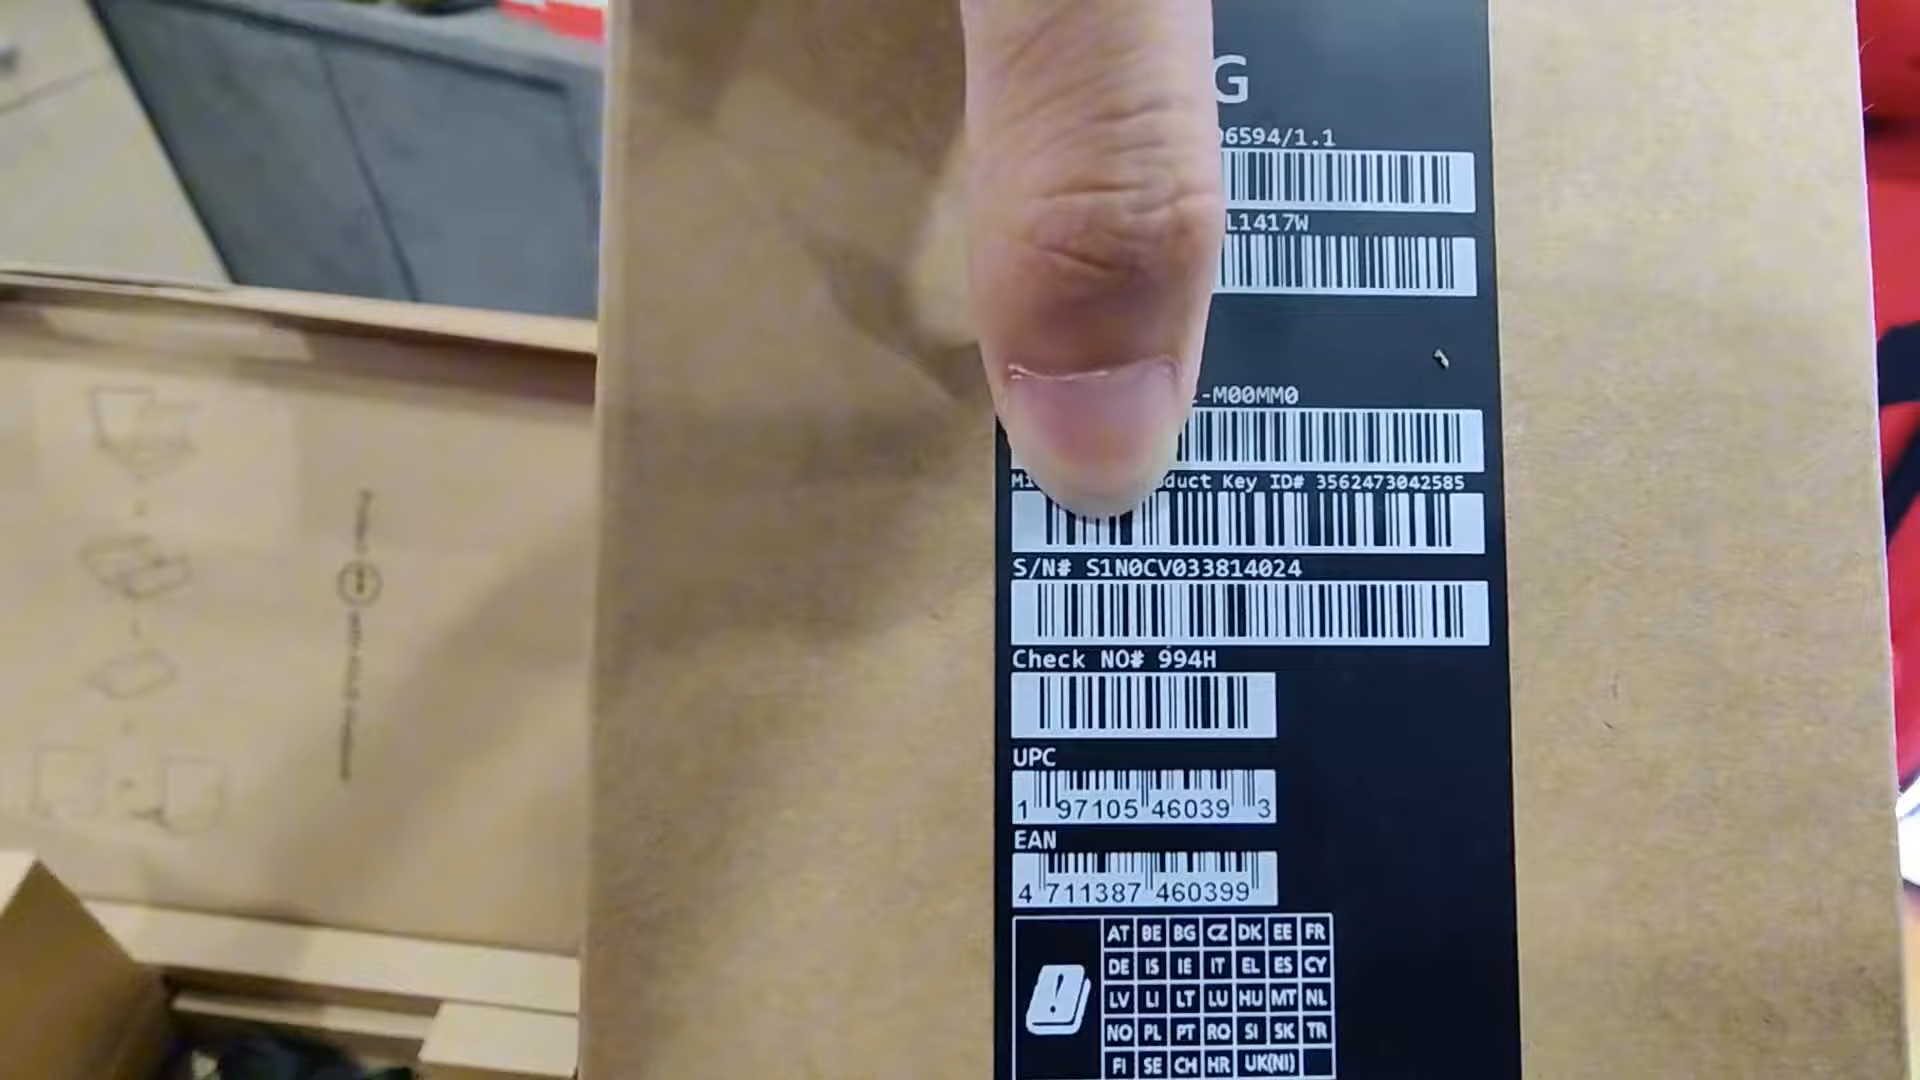 G
6594/1.1
L1417W
-M00MM0
Key ID# 3562473042585
S/N# S1N0CV033814024
Check NO# 994H
UPC
1 97105 46039 3
EAN
4 711387 460399
AT BE BG CZ DK EE FR
DE IS IE IT EL ES CY
LV LI LT LU HU MT NL
NO PL PT RO SI SK TR
FI SE CH HR UK(NI)